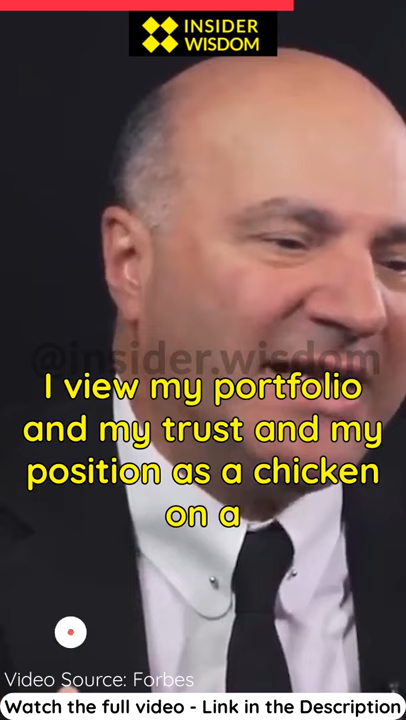 INSIDER
WISDOM
@insider.wisdom
I view my portfolio
and my trust and my
position as a chicken
on a
Video Source: Forbes
Watch the full video - Link in the Description